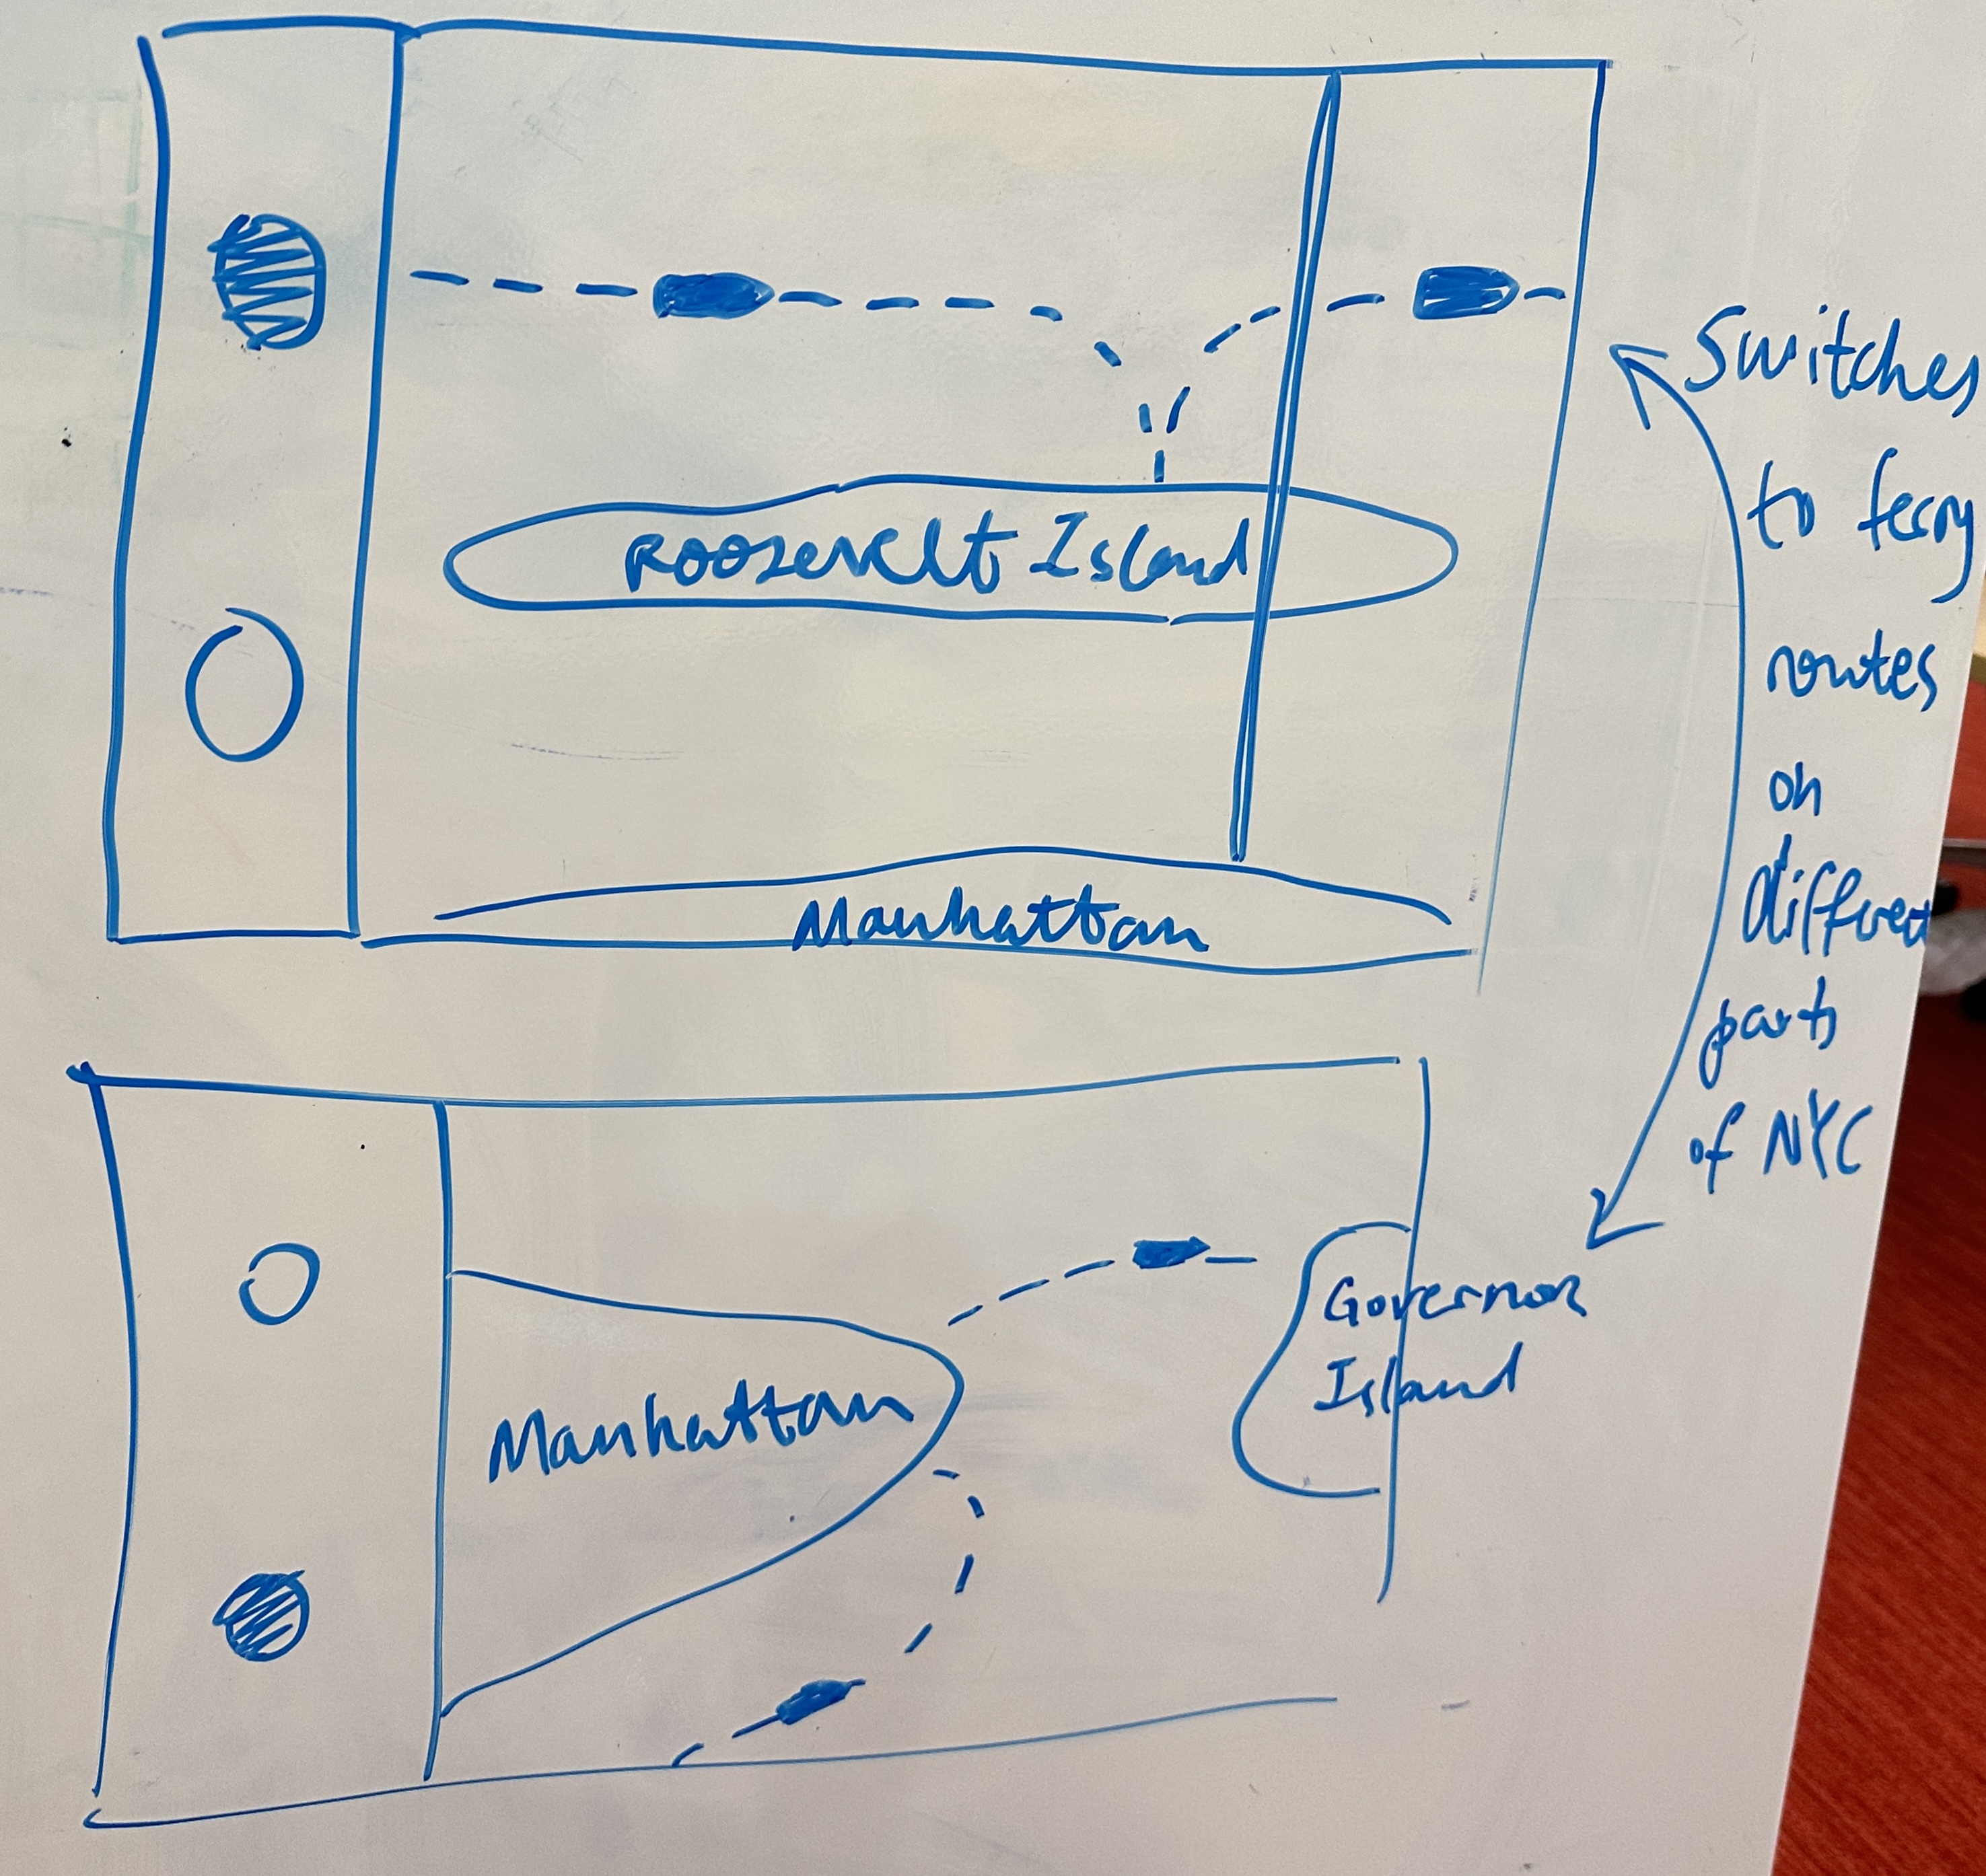 Roosevelt Island
Manhattan
Switches
to ferry
routes
on
different
parts
of NYC
Manhattan
Governor
Island